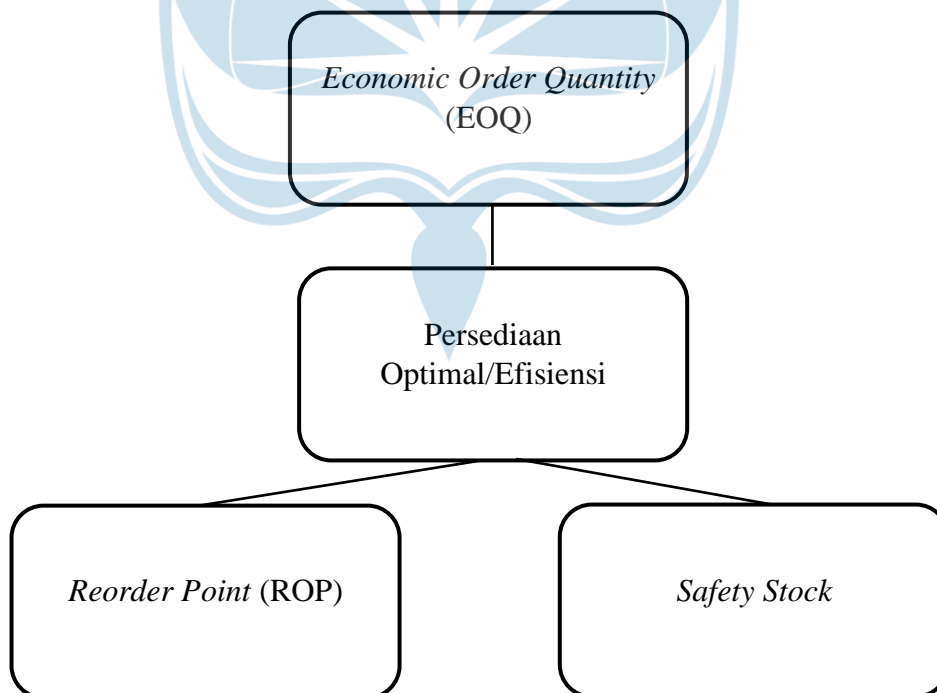 Economic Order Quantity
(EOQ)
Persediaan
Optimal/Efisiensi
Reorder Point (ROP)
Safety Stock